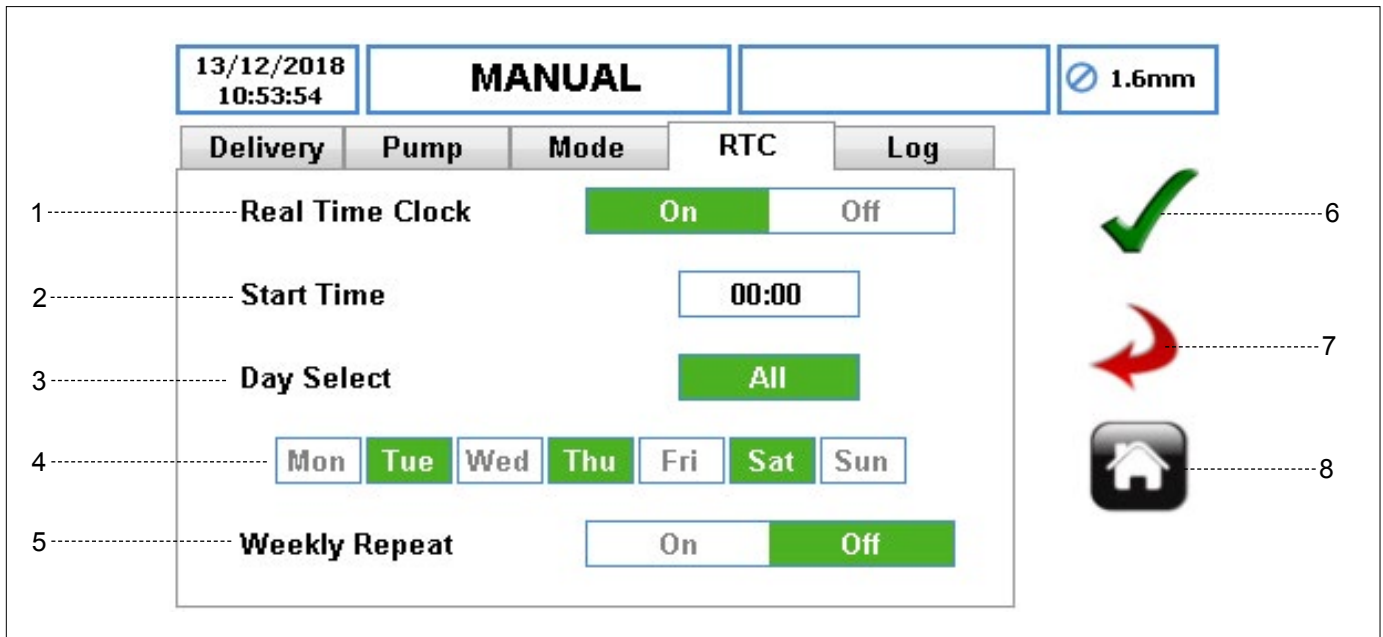 13/12/2018
10:53:54
MANUAL
1.6mm
Delivery Pump Mode RTC Log
1 Real Time Clock On Off 6
2 Start Time 00:00
3 Day Select All 7
4 Mon Tue Wed Thu Fri Sat Sun 8
5 Weekly Repeat On Off